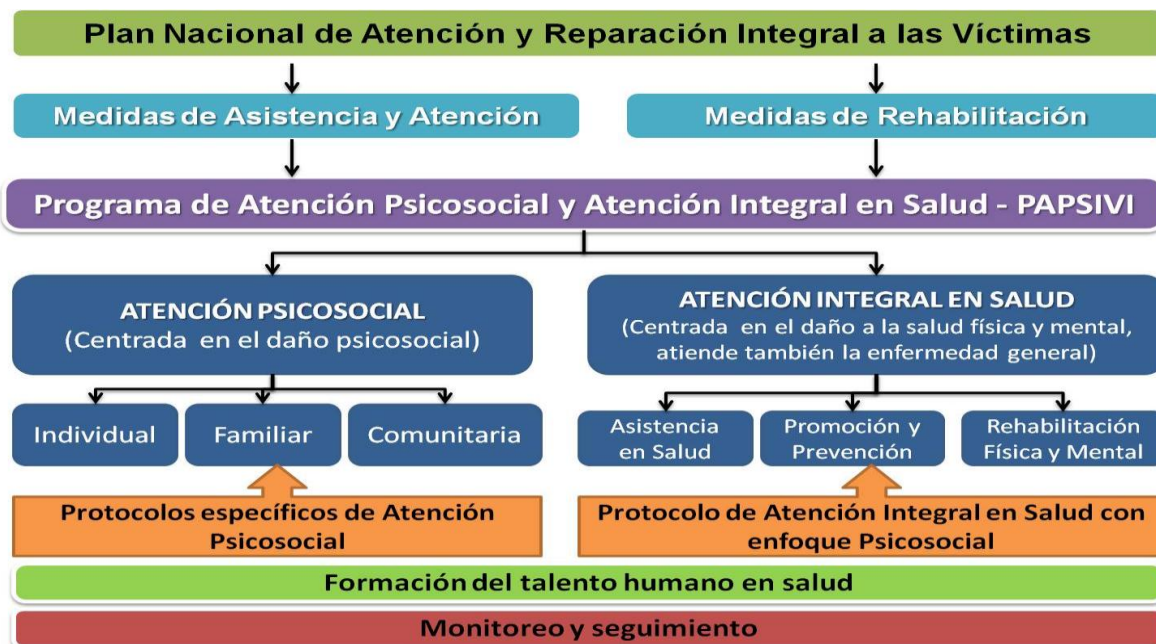 Plan Nacional de Atención y Reparación Integral a las Víctimas
Medidas de Asistencia y Atención
Medidas de Rehabilitación
Programa de Atención Psicosocial y Atención Integral en Salud - PAPSIVI
ATENCIÓN PSICOSOCIAL
(Centrada en el daño psicosocial)
ATENCIÓN INTEGRAL EN SALUD
(Centrada en el daño a la salud física y mental,
atiende también la enfermedad general)
Individual
Familiar
Comunitaria
Asistencia
en Salud
Promoción y
Prevención
Rehabilitación
Física y Mental
Protocolos específicos de Atención
Psicosocial
Protocolo de Atención Integral en Salud con
enfoque Psicosocial
Formación del talento humano en salud
Monitoreo y seguimiento